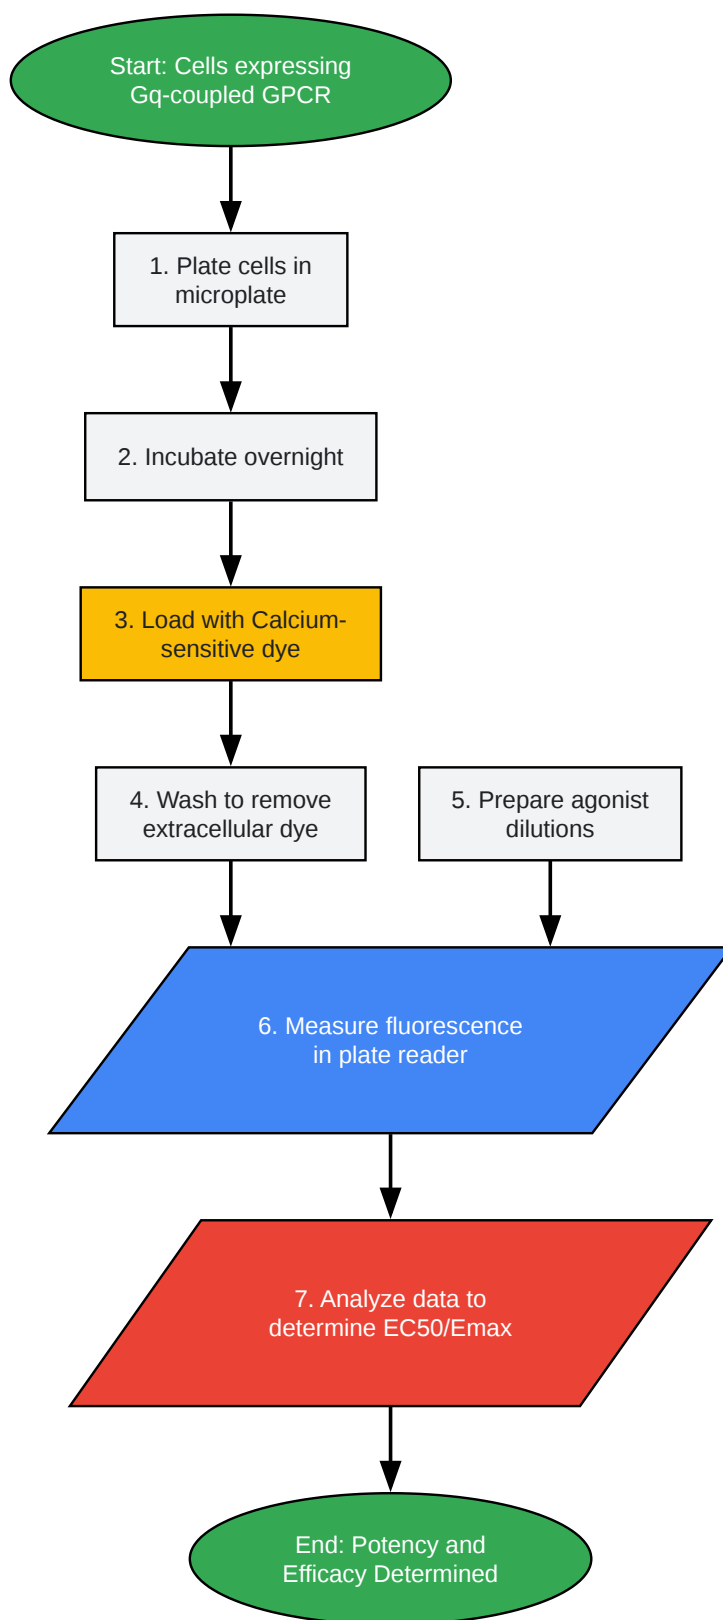 Start: Cells expressing
Gq-coupled GPCR
1. Plate cells in
microplate
2. Incubate overnight
3. Load with Calcium-
sensitive dye
4. Wash to remove
extracellular dye
5. Prepare agonist
dilutions
6. Measure fluorescence
in plate reader
7. Analyze data to
determine EC50/Emax
End: Potency and
Efficacy Determined